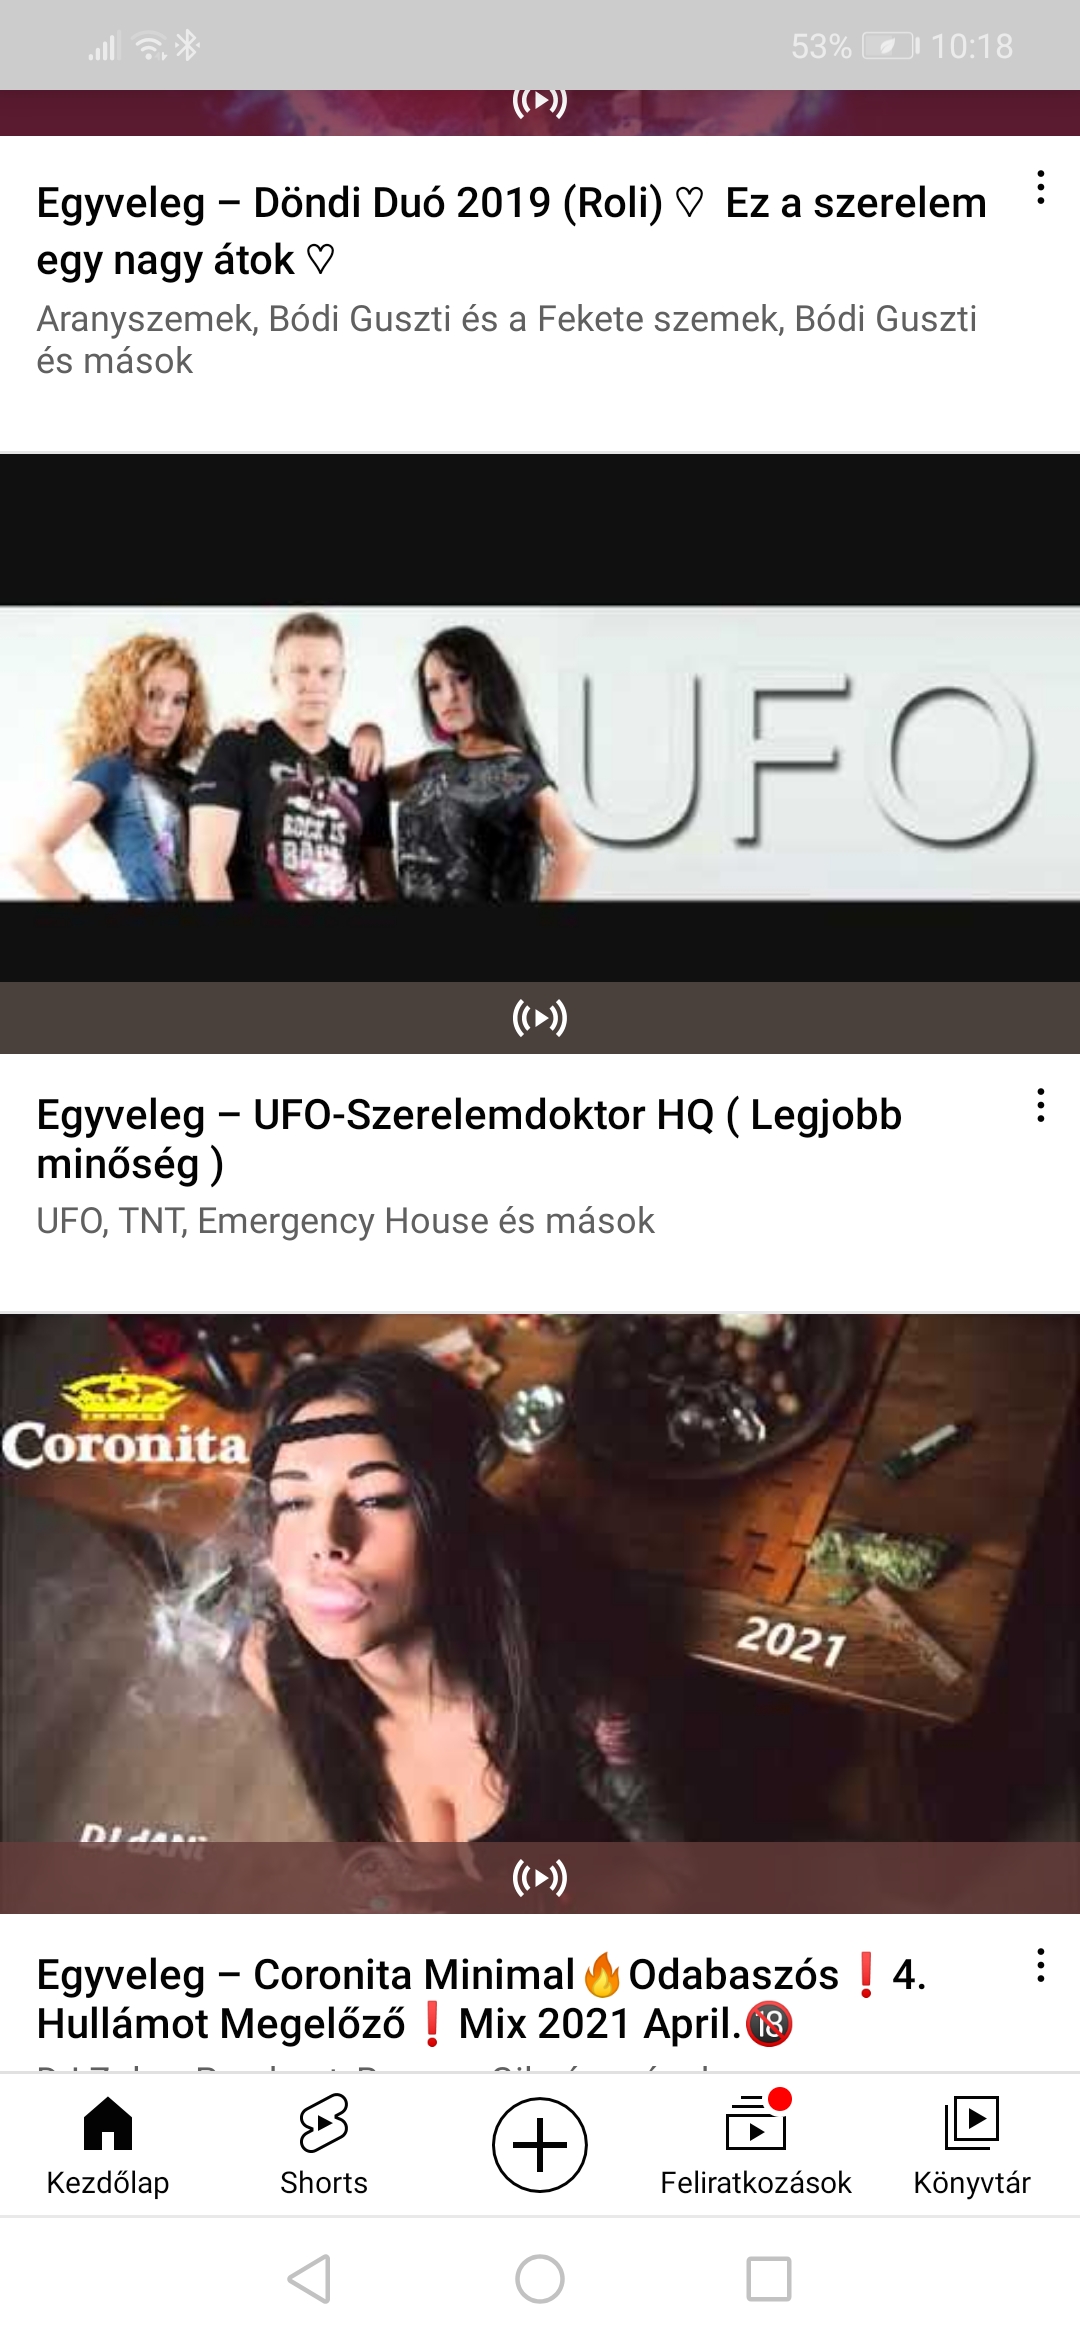 53% 10:18
Egyveleg – Döndi Duó 2019 (Roli) ♡ Ez a szerelem
egy nagy átok ♡
Aranyszemek, Bódi Guszti és a Fekete szemek, Bódi Guszti
és mások
UFO
ROCK IS
Egyveleg – UFO-Szerelemdoktor HQ ( Legjobb
minőség )
UFO, TNT, Emergency House és mások
Coronita
2021
DJ dANi
Egyveleg – Coronita Minimal🔥Odabaszós❗4.
Hullámot Megelőző❗Mix 2021 April.🔞
Kezdőlap
Shorts
Feliratkozások
Könyvtár